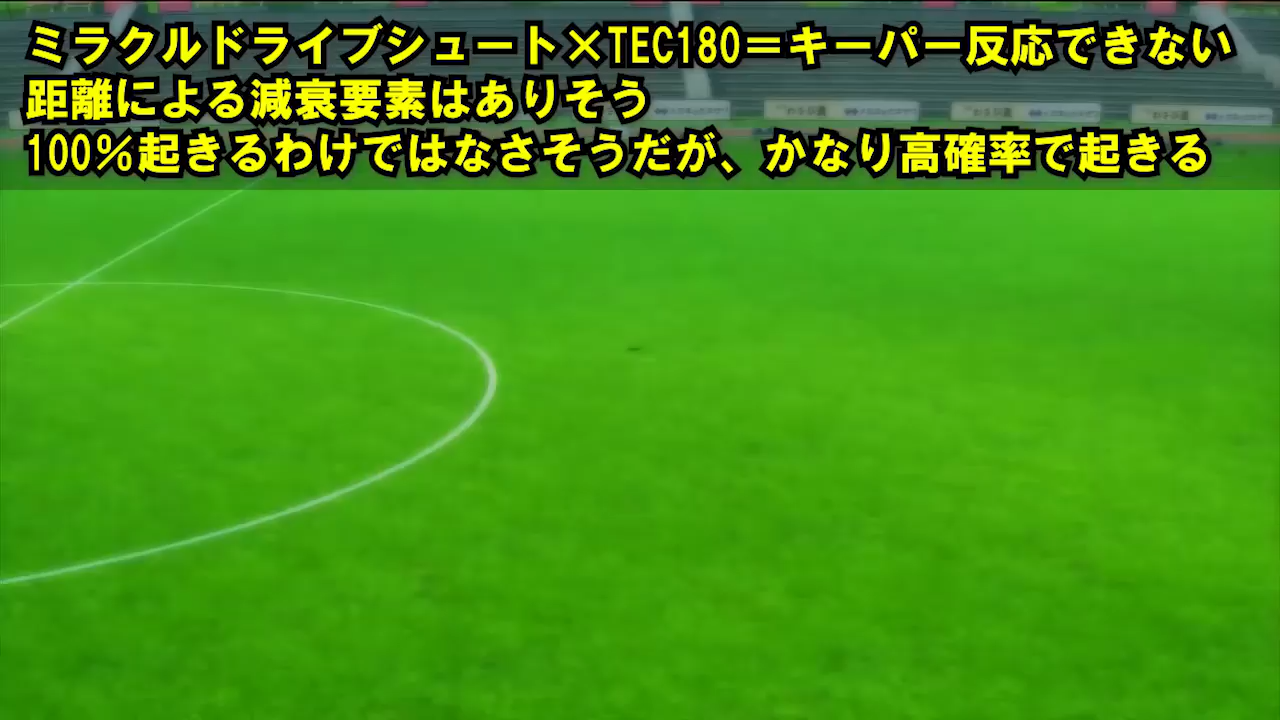 ミラクルドライブシュート×TEC180＝キーパー反応できない
距離による減衰要素はありそう
100％起きるわけではなさそうだが、かなり高確率で起きる